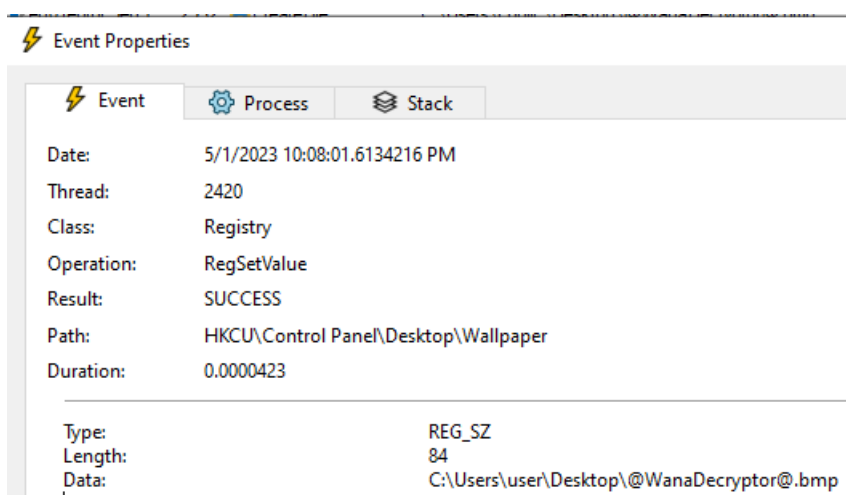 Event Properties
Event Process Stack
Date: 5/1/2023 10:08:01.6134216 PM
Thread: 2420
Class: Registry
Operation: RegSetValue
Result: SUCCESS
Path: HKCU\Control Panel\Desktop\Wallpaper
Duration: 0.0000423
Type: REG_SZ
Length: 84
Data: C:\Users\user\Desktop\@WanaDecryptor@.bmp